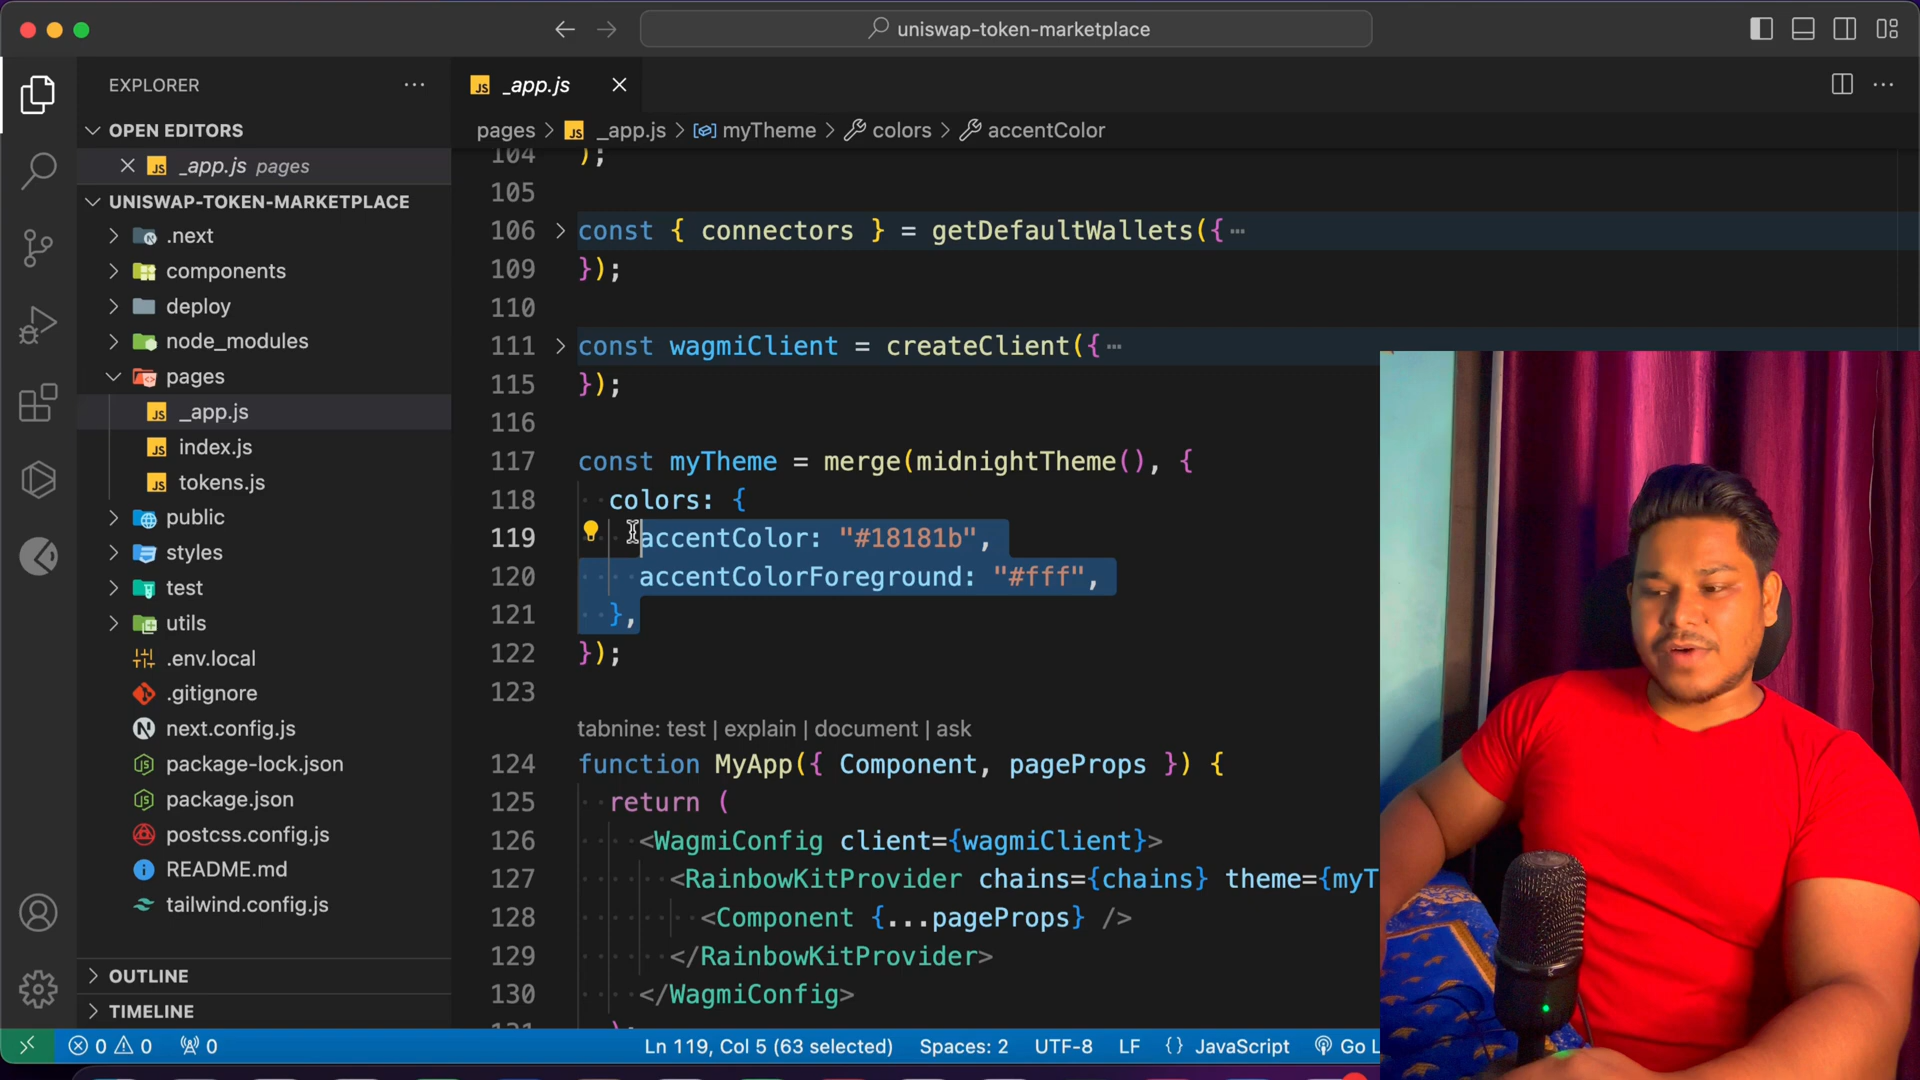 uniswap-token-marketplace
EXPLORER
_app.js
OPEN EDITORS
pages > _app.js > myTheme > colors > accentColor
_app.js pages
UNISWAP-TOKEN-MARKETPLACE
.next
components
deploy
node_modules
pages
_app.js
index.js
tokens.js
public
styles
test
utils
.env.local
.gitignore
next.config.js
package-lock.json
package.json
postcss.config.js
README.md
tailwind.config.js
OUTLINE
TIMELINE
104 );
105
106 const { connectors } = getDefaultWallets({
109 });
110
111 const wagmiClient = createClient({
115 });
116
117 const myTheme = merge(midnightTheme(), {
118 colors: {
119 accentColor: "#18181b",
120 accentColorForeground: "#fff",
121 },
122 });
123
tabnine: test | explain | document | ask
124 function MyApp({ Component, pageProps }) {
125 return (
126 <WagmiConfig client={wagmiClient}>
127 <RainbowKitProvider chains={chains} theme={myT
128 <Component {...pageProps} />
129 </RainbowKitProvider>
130 </WagmiConfig>
0 0 0 Ln 119, Col 5 (63 selected) Spaces: 2 UTF-8 LF {} JavaScript Go L